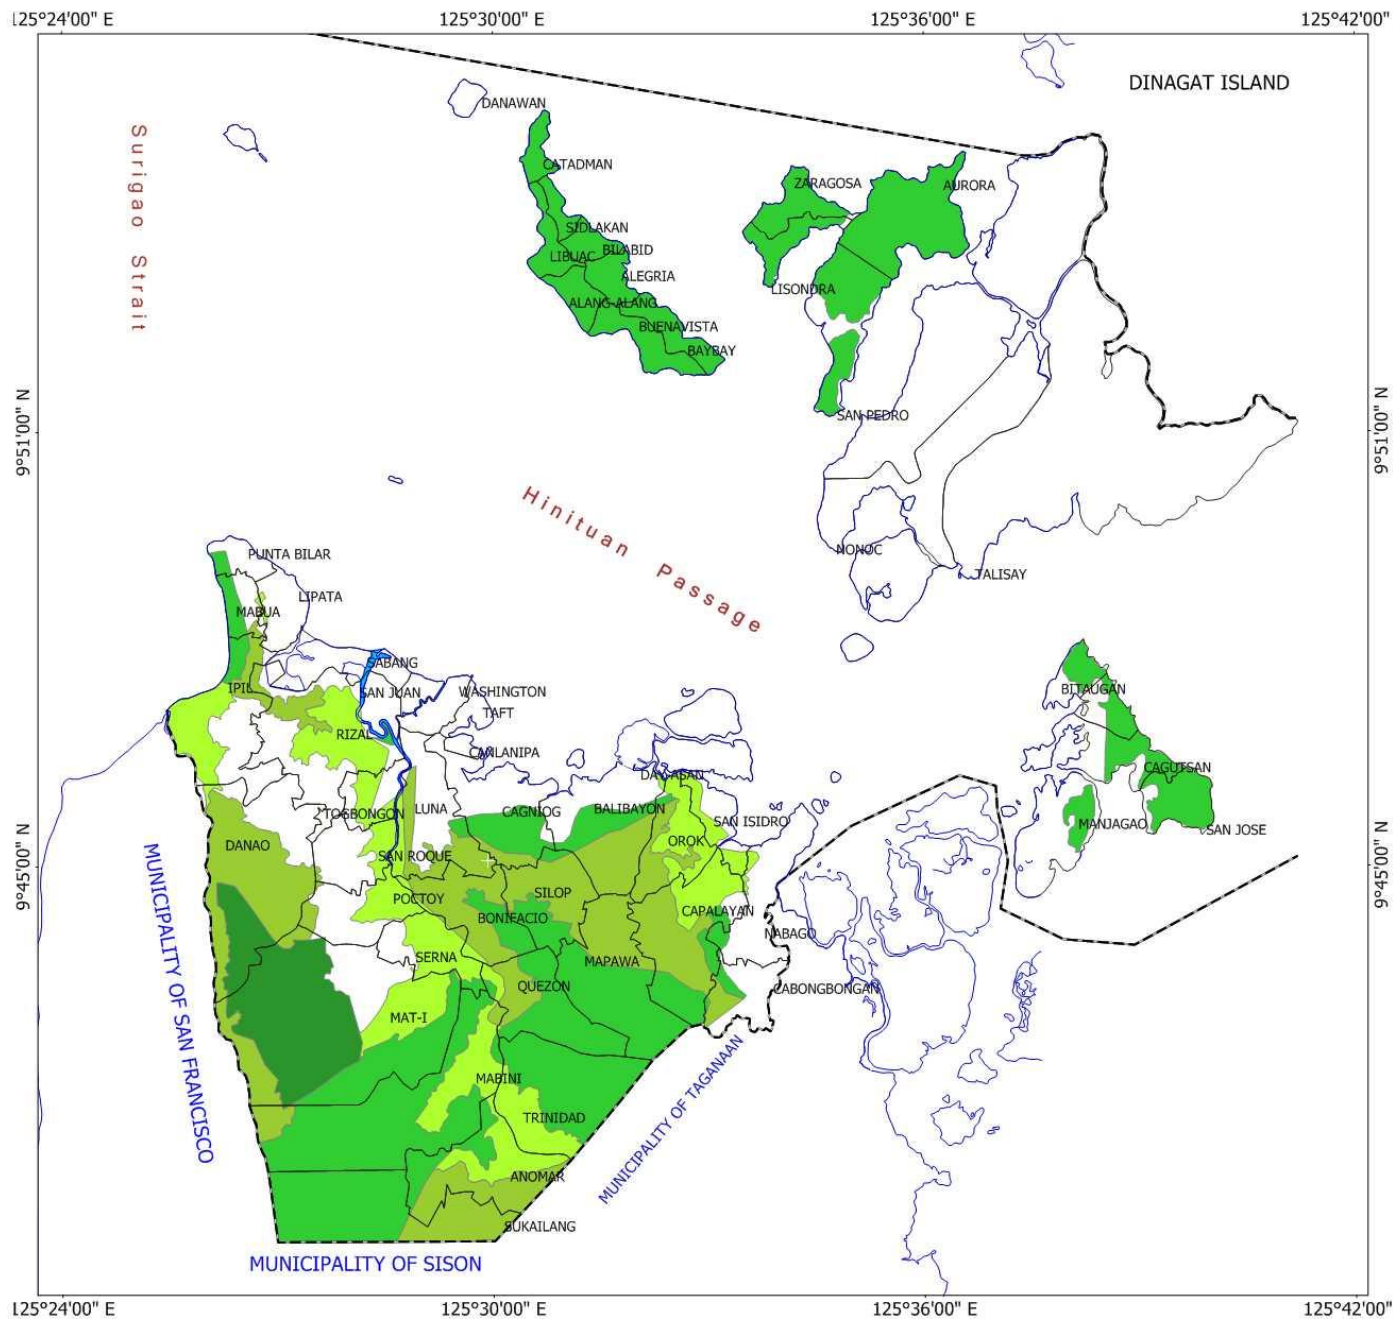 125°24'00" E
125°30'00" E
125°36'00" E
125°42'00" E
DINAGAT ISLAND
DANAWAN
Surigao Strait
CATADMAN
ZARAGOSA
AURORA
SIDLAKAN
BILABID
LIBUAC
ALEGRIA
LISONDRA
ALANG-ALANG
BUENAVISTA
BAYBAY
SAN PEDRO
9°51'00" N
9°51'00" N
Hinituan Passage
NONOC
TALISAY
PUNTA BILAR
LIPATA
MABUA
SABANG
IPIL
SAN JUAN
WASHINGTON
TAFT
BITAUGAN
RIZAL
CANLANIPA
CAGUTSAN
DAYASAN
TOGBONGON
LUNA
CAGNIOG
BALIBAYON
SAN ISIDRO
MANJAGAO
SAN JOSE
DANAO
SAN ROQUE
OROK
9°45'00" N
9°45'00" N
POCTOY
SILOP
BONIFACIO
CAPALAYAN
NABAGO
SERNA
MAPAWA
QUEZON
CABONGBONGAN
MAT-I
MUNICIPALITY OF SAN FRANCISCO
MABINI
MUNICIPALITY OF TAGANAAN
TRINIDAD
ANOMAR
SUKAILANG
MUNICIPALITY OF SISON
125°24'00" E
125°30'00" E
125°36'00" E
125°42'00" E